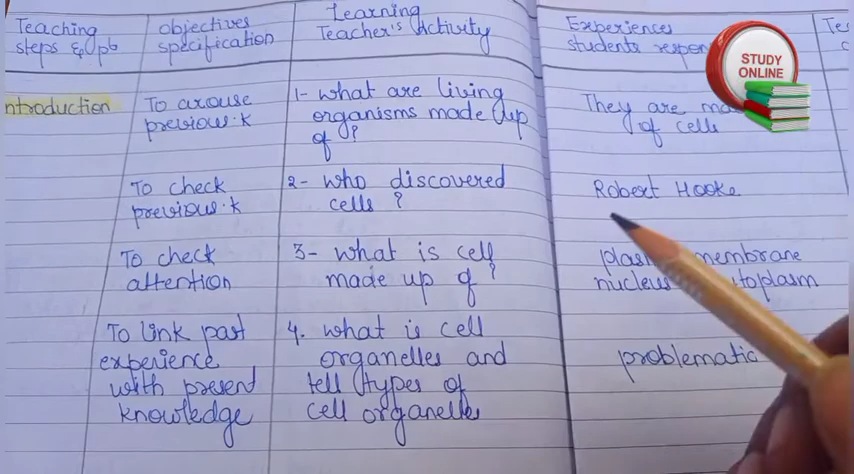 Teaching
steps & pb
objectives
specification
Learning
Teacher's Activity
Experiences
students
STUDY
ONLINE
ntroduction
To arouse
previous.k
1- what are living
organisms made up
of?
They are
of cells
To check
previous.k
2- who discovered
cells?
Robert Hooke
To check
attention
3- what is cell
made up of?
membrane
nucleus
To link past
experience
with present
knowledge
4. what is cell
organelles and
tell types of
cell organelles
problematic